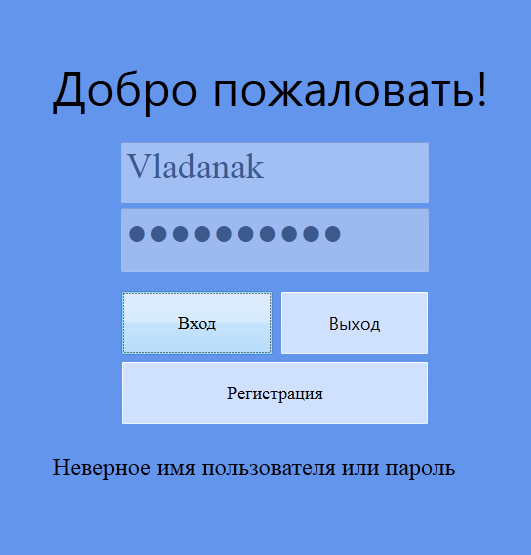 Добро пожаловать!
Vladanak
●●●●●●●●●●
Вход Выход
Регистрация
Неверное имя пользователя или пароль